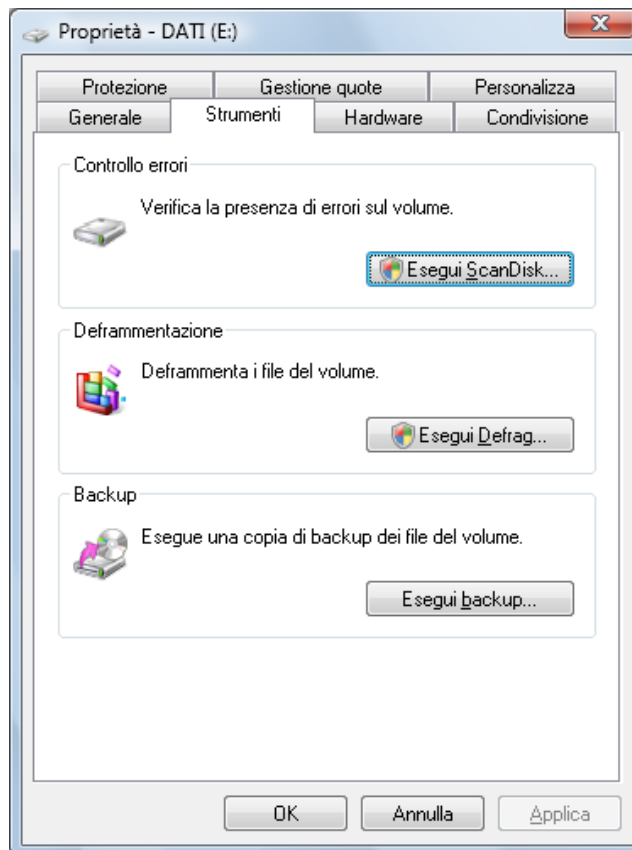 Proprietà - DATI (E:)
Protezione Gestione quote Personalizza
Generale Strumenti Hardware Condivisione
Controllo errori
Verifica la presenza di errori sul volume.
Esegui ScanDisk...
Deframmentazione
Deframmenta i file del volume.
Esegui Defrag...
Backup
Esegue una copia di backup dei file del volume.
Esegui backup...
OK Annulla Applica